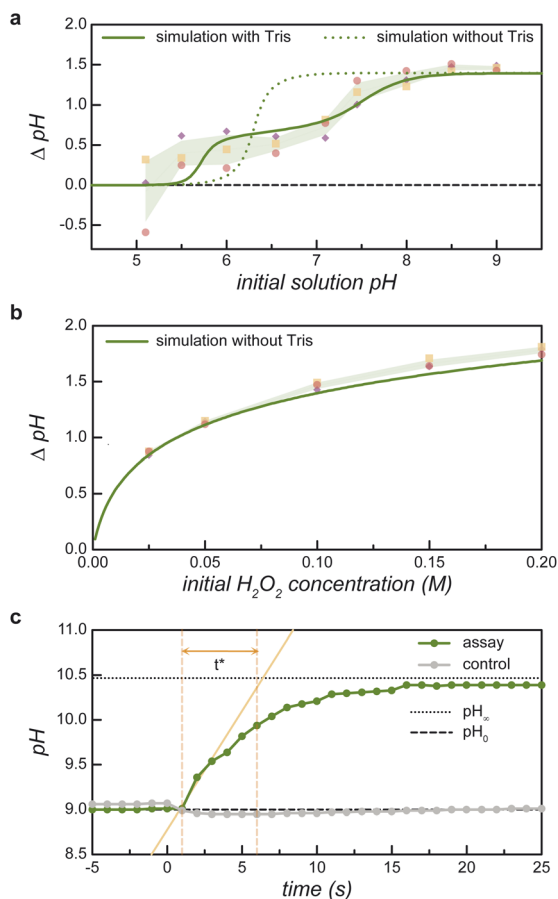 a
simulation with Tris
simulation without Tris
2.0
1.5
1.0
0.5
0.0
-0.5
Δ pH
5 6 7 8 9
initial solution pH
b
simulation without Tris
2.0
1.5
1.0
0.5
0.0
Δ pH
0.00 0.05 0.10 0.15 0.20
initial H₂O₂ concentration (M)
c
11.0
10.5
10.0
9.5
9.0
8.5
pH
t*
assay
control
pH∞
pH₀
-5 0 5 10 15 20 25
time (s)